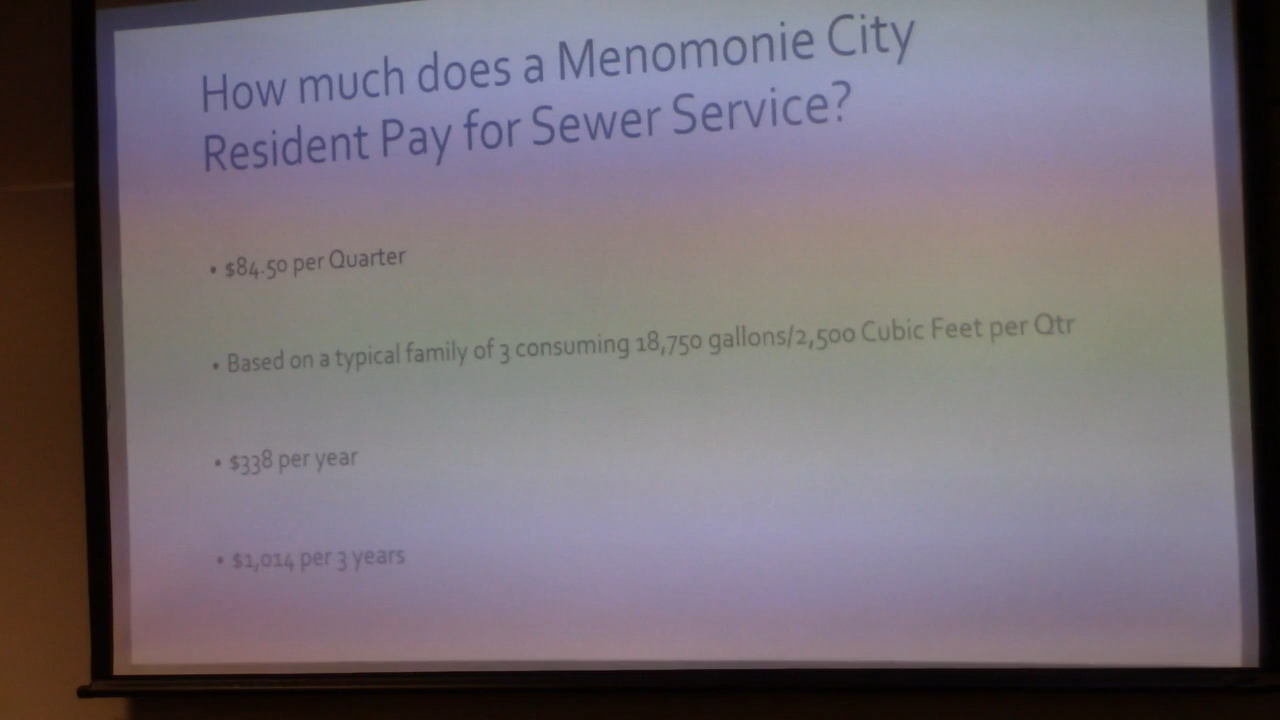 How much does a Menomonie City
Resident Pay for Sewer Service?
• $84.50 per Quarter
• Based on a typical family of 3 consuming 18,750 gallons/2,500 Cubic Feet per Qtr
• $338 per year
• $1,014 per 3 years